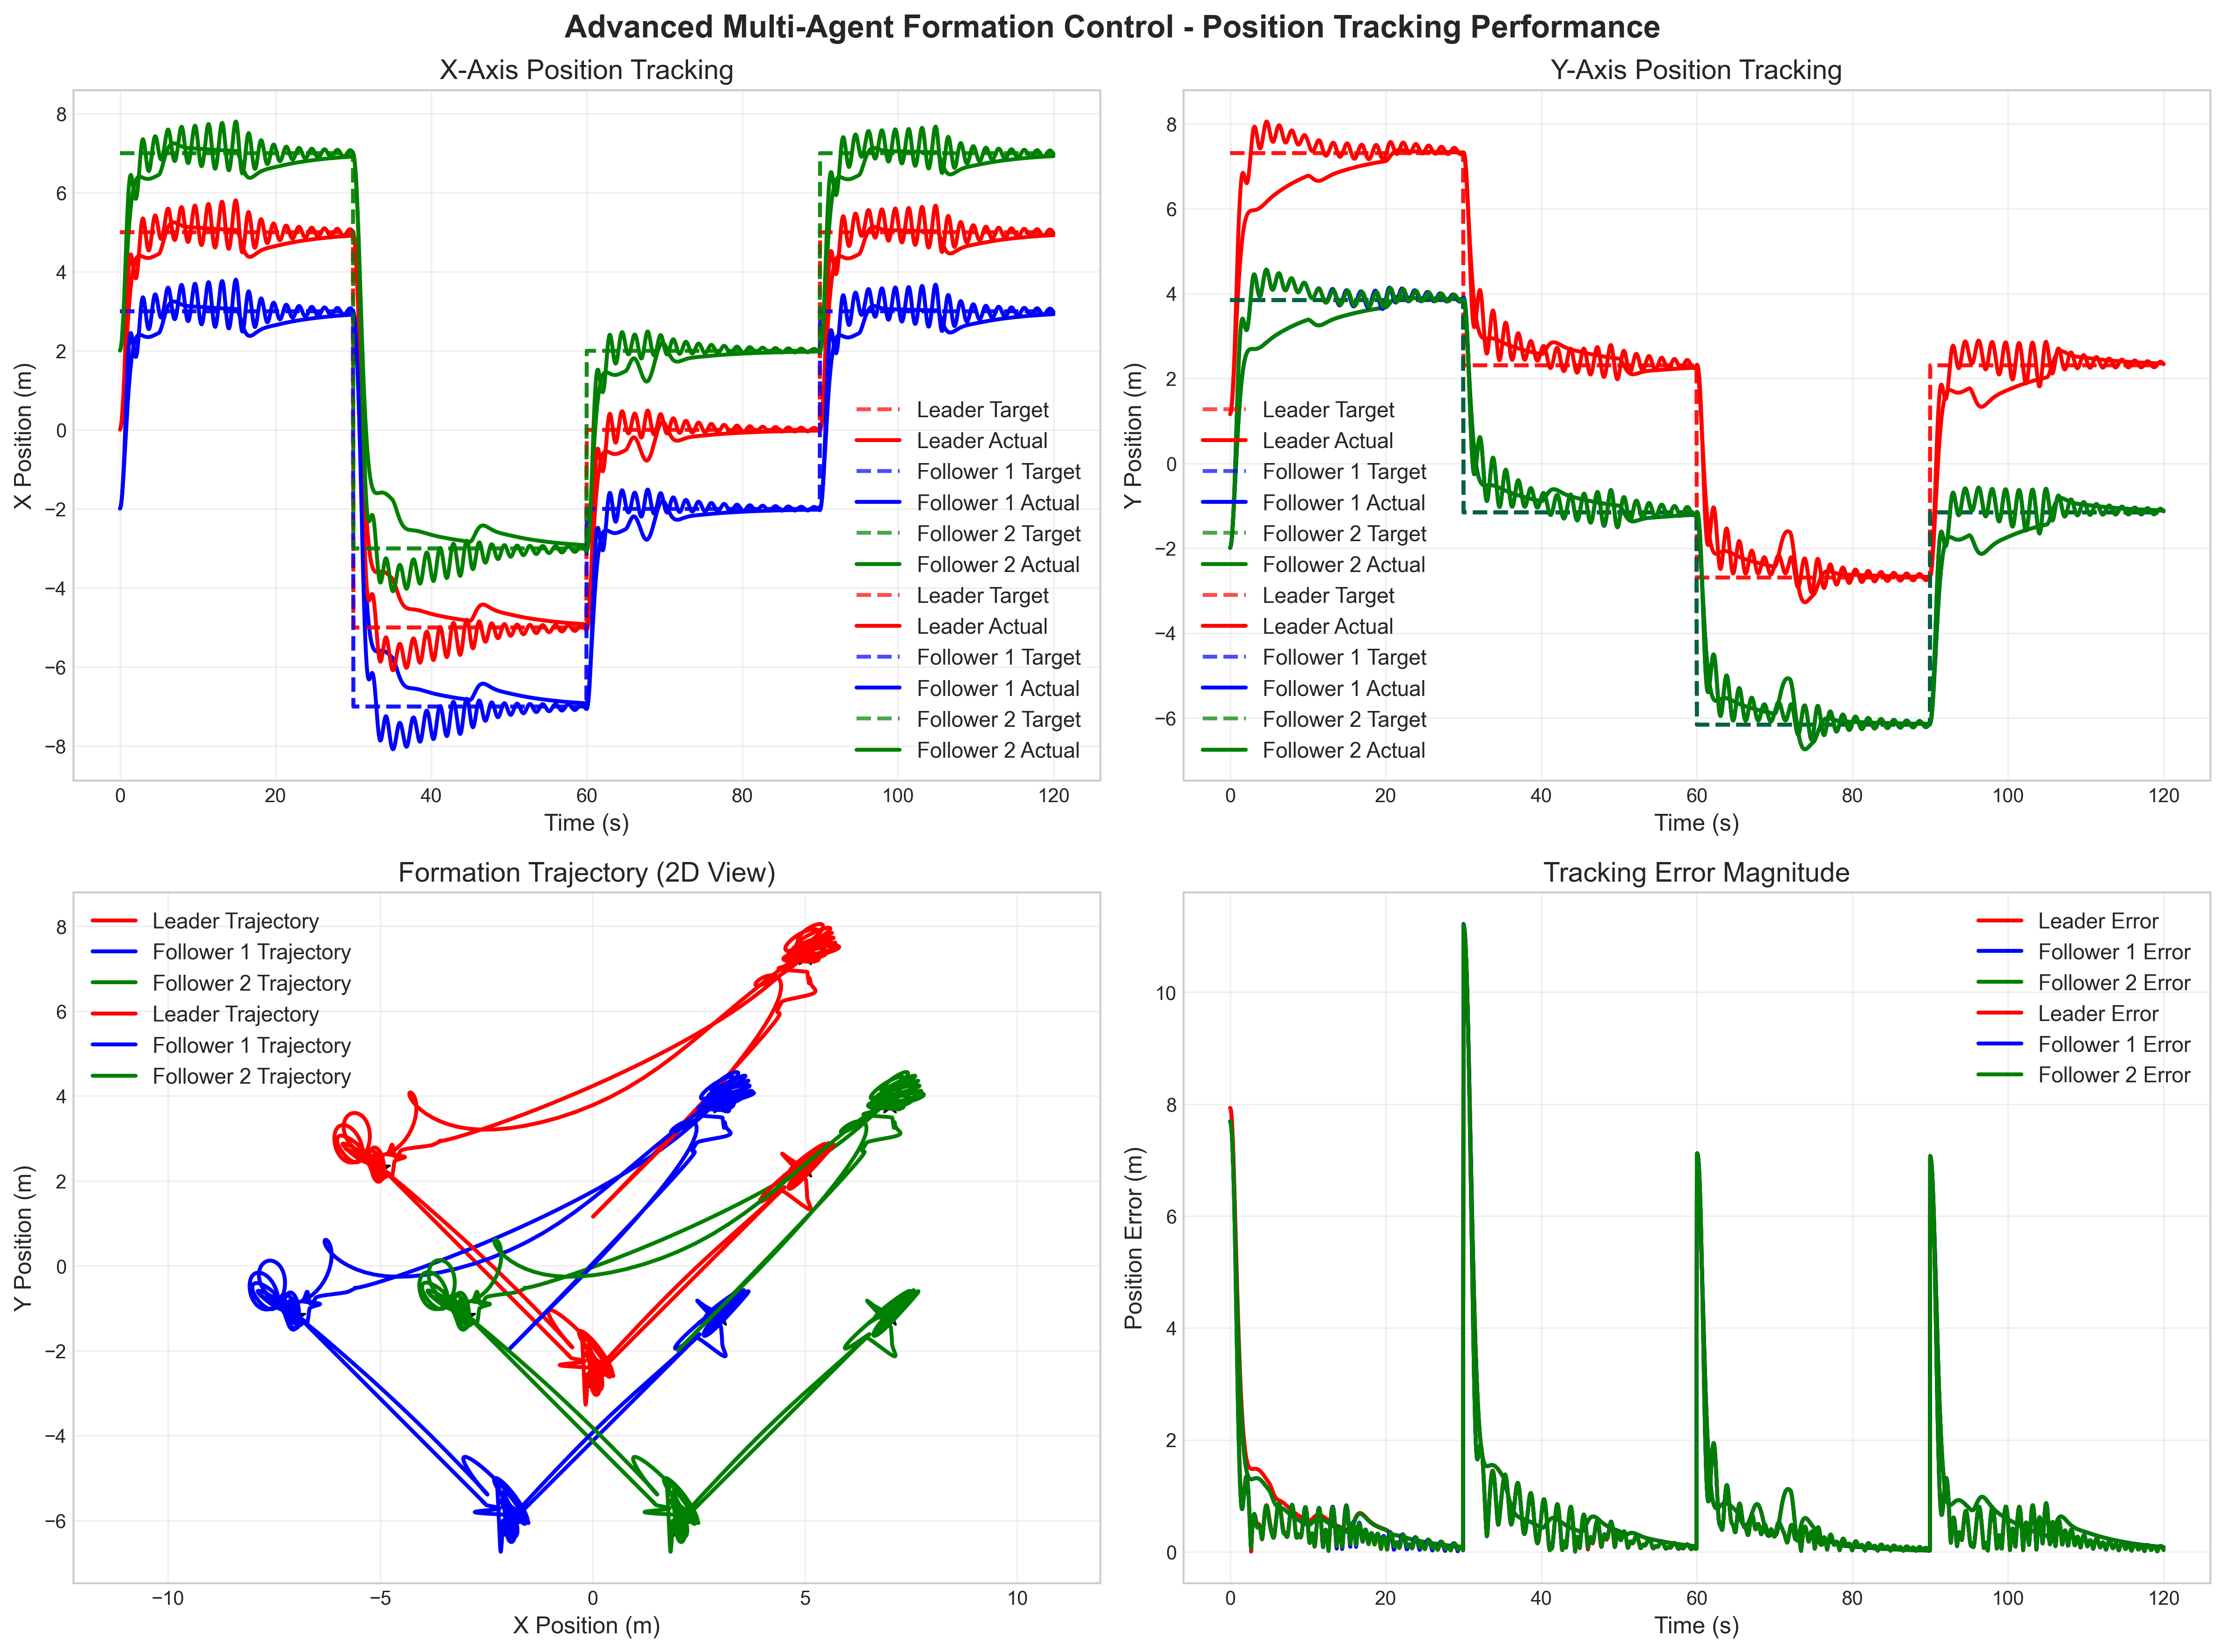 Advanced Multi-Agent Formation Control - Position Tracking Performance
X-Axis Position Tracking
X Position (m)
8
6
4
2
0
−2
−4
−6
−8
Leader Target
Leader Actual
Follower 1 Target
Follower 1 Actual
Follower 2 Target
Follower 2 Actual
Leader Target
Leader Actual
Follower 1 Target
Follower 1 Actual
Follower 2 Target
Follower 2 Actual
0 20 40 60 80 100 120
Time (s)
Y-Axis Position Tracking
Y Position (m)
8
6
4
2
0
−2
−4
−6
Leader Target
Leader Actual
Follower 1 Target
Follower 1 Actual
Follower 2 Target
Follower 2 Actual
Leader Target
Leader Actual
Follower 1 Target
Follower 1 Actual
Follower 2 Target
Follower 2 Actual
0 20 40 60 80 100 120
Time (s)
Formation Trajectory (2D View)
Y Position (m)
8
6
4
2
0
−2
−4
−6
Leader Trajectory
Follower 1 Trajectory
Follower 2 Trajectory
Leader Trajectory
Follower 1 Trajectory
Follower 2 Trajectory
−10 −5 0 5 10
X Position (m)
Tracking Error Magnitude
Position Error (m)
10
8
6
4
2
0
Leader Error
Follower 1 Error
Follower 2 Error
Leader Error
Follower 1 Error
Follower 2 Error
0 20 40 60 80 100 120
Time (s)